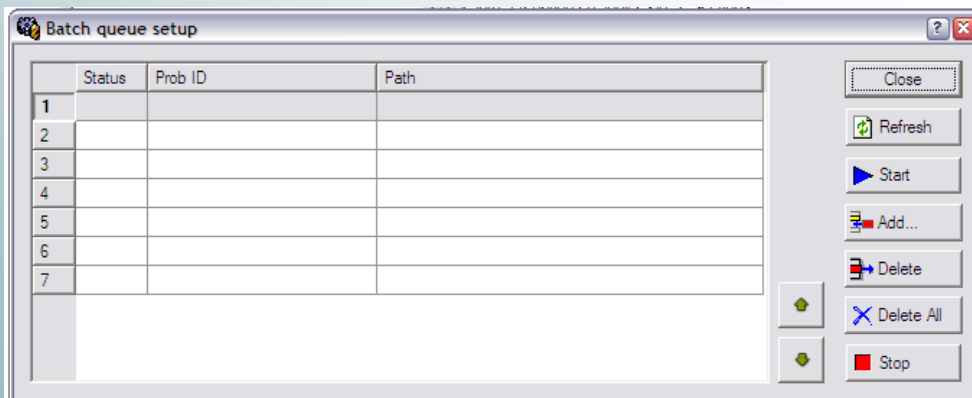 Batch queue setup
Status Prob ID Path
Close
1
Refresh
2
3
Start
4
5
Add...
6
Delete
7
Delete All
Stop